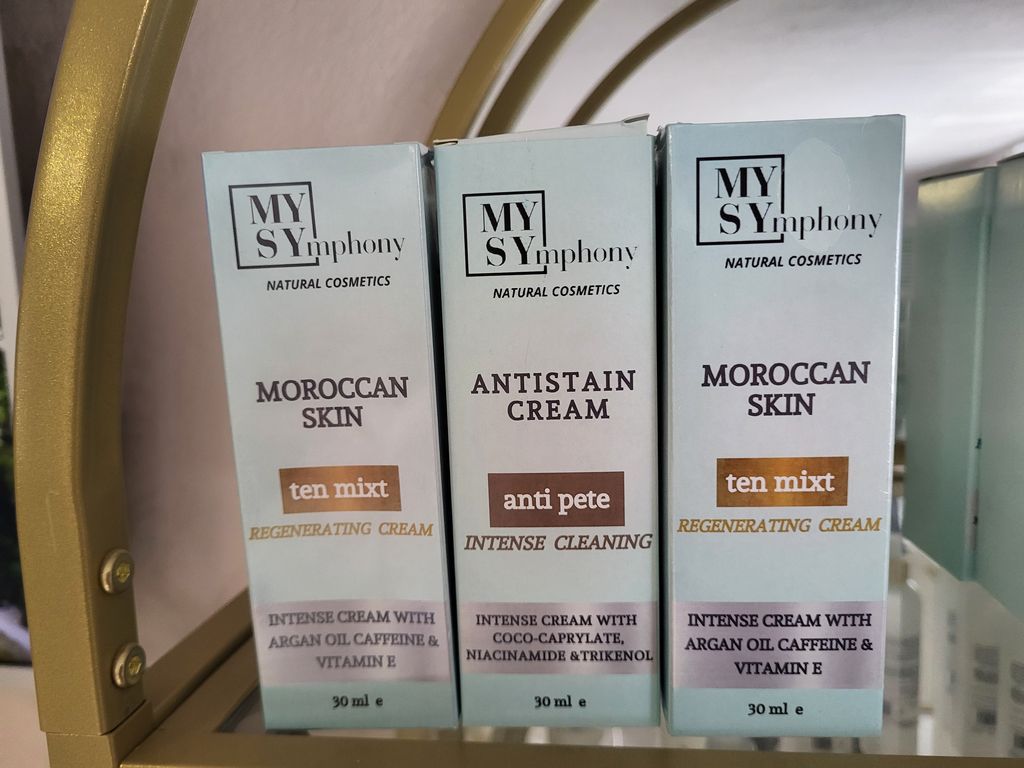 MY
SYmphony
NATURAL COSMETICS
MOROCCAN
SKIN
ten mixt
REGENERATING CREAM
INTENSE CREAM WITH
ARGAN OIL CAFFEINE &
VITAMIN E
30 ml e
MY
SYmphony
NATURAL COSMETICS
ANTISTAIN
CREAM
anti pete
INTENSE CLEANING
INTENSE CREAM WITH
COCO-CAPRYLATE,
NIACINAMIDE &TRIKENOL
30 ml e
MY
SYmphony
NATURAL COSMETICS
MOROCCAN
SKIN
ten mixt
REGENERATING CREAM
INTENSE CREAM WITH
ARGAN OIL CAFFEINE &
VITAMIN E
30 ml e